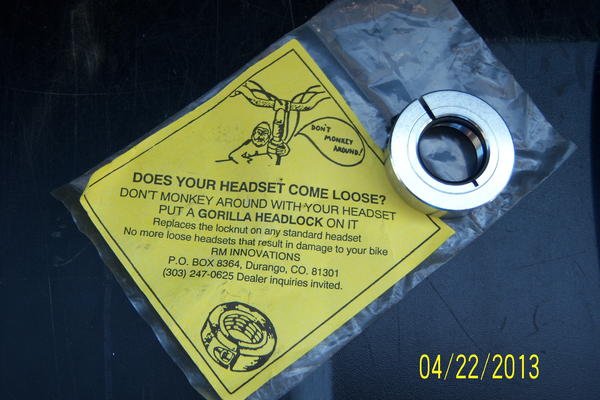 DON'T
MONKEY
AROUND!
DOES YOUR HEADSET COME LOOSE?
DON'T MONKEY AROUND WITH YOUR HEADSET
PUT A GORILLA HEADLOCK ON IT
Replaces the locknut on any standard headset
No more loose headsets that result in damage to your bike
RM INNOVATIONS
P.O. BOX 8364, Durango, CO. 81301
(303) 247-0625 Dealer inquiries invited.
04/22/2013